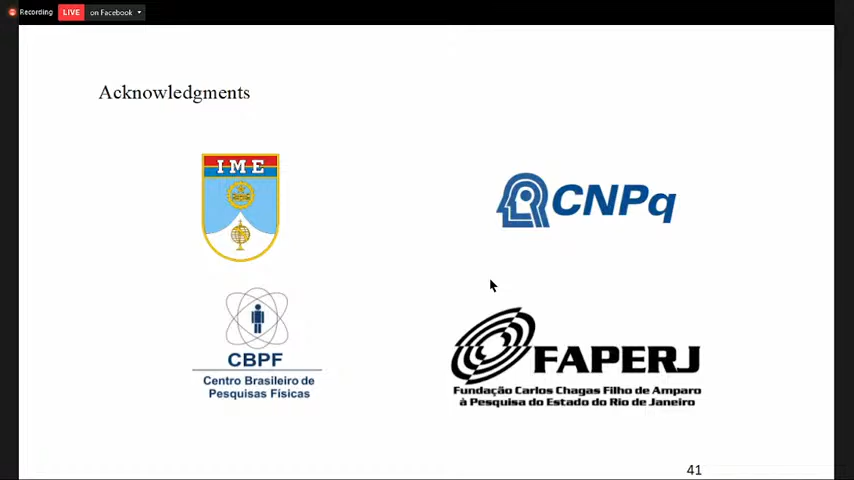 Recording
LIVE
on Facebook
Acknowledgments
IME
CNPq
CBPF
Centro Brasileiro de
Pesquisas Físicas
FAPERJ
Fundação Carlos Chagas Filho de Amparo
à Pesquisa do Estado do Rio de Janeiro
41